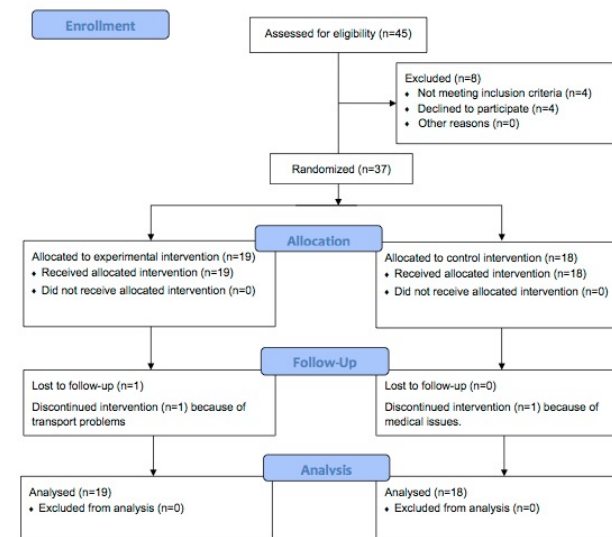 Enrollment
Assessed for eligibility (n=45)
Excluded (n=8)
♦ Not meeting inclusion criteria (n=4)
♦ Declined to participate (n=4)
♦ Other reasons (n=0)
Randomized (n=37)
Allocation
Allocated to experimental intervention (n=19)
♦ Received allocated intervention (n=19)
♦ Did not receive allocated intervention (n=0)
Allocated to control intervention (n=18)
♦ Received allocated intervention (n=18)
♦ Did not receive allocated intervention (n=0)
Follow-Up
Lost to follow-up (n=1)
Discontinued intervention (n=1) because of
transport problems
Lost to follow-up (n=0)
Discontinued intervention (n=1) because of
medical issues.
Analysis
Analysed (n=19)
♦ Excluded from analysis (n=0)
Analysed (n=18)
♦ Excluded from analysis (n=0)